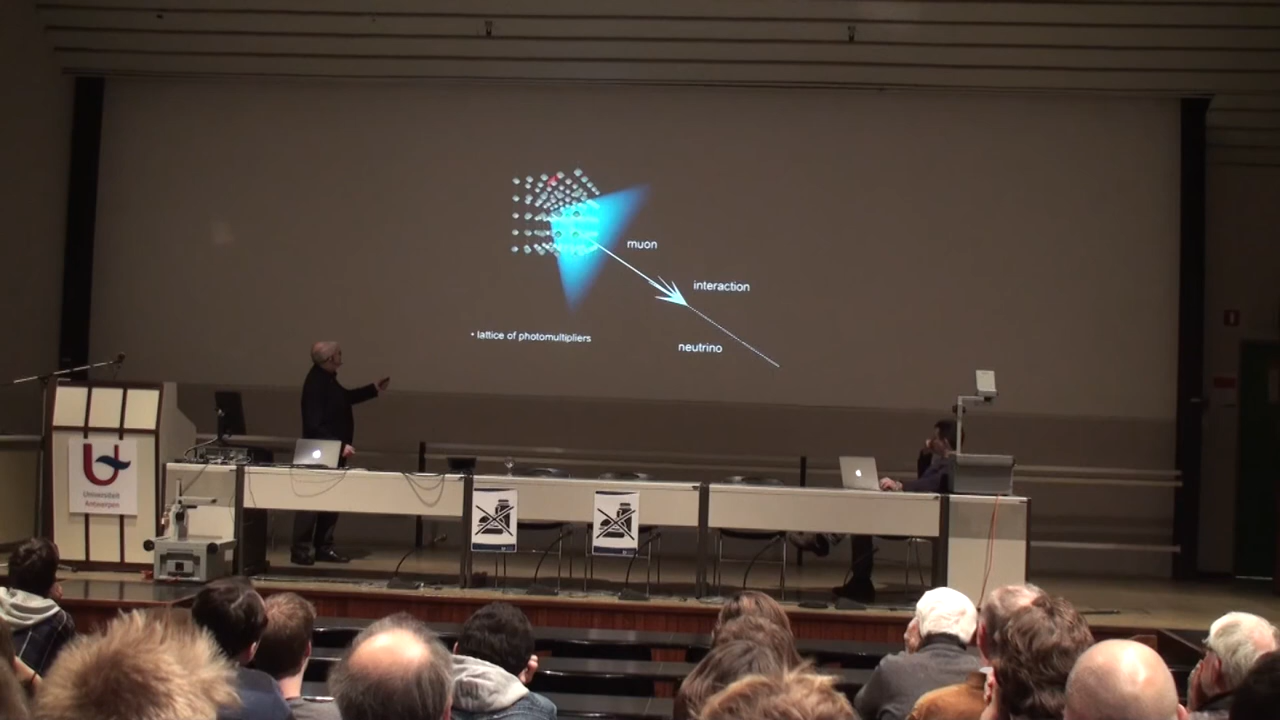 muon
interaction
• lattice of photomultipliers
neutrino
Universiteit
Antwerpen